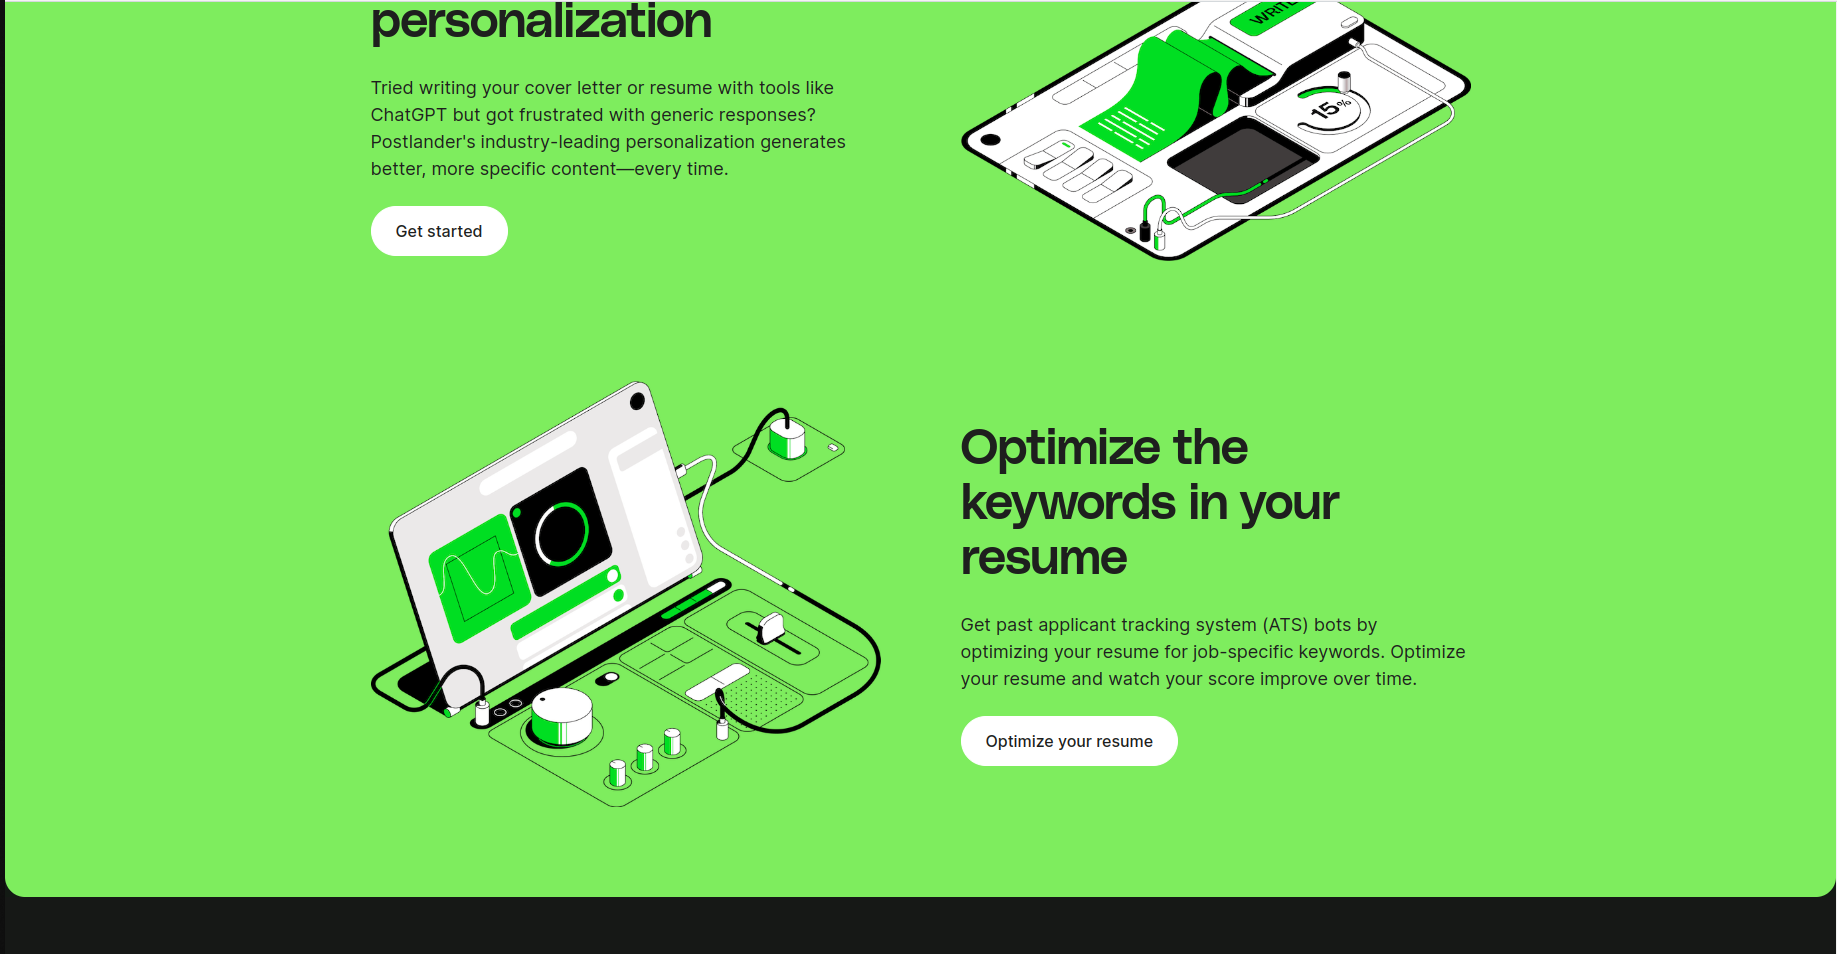 personalization
Tried writing your cover letter or resume with tools like
ChatGPT but got frustrated with generic responses?
Postlander's industry-leading personalization generates
better, more specific content—every time.
Get started
15%
Optimize the
keywords in your
resume
Get past applicant tracking system (ATS) bots by
optimizing your resume for job-specific keywords. Optimize
your resume and watch your score improve over time.
Optimize your resume